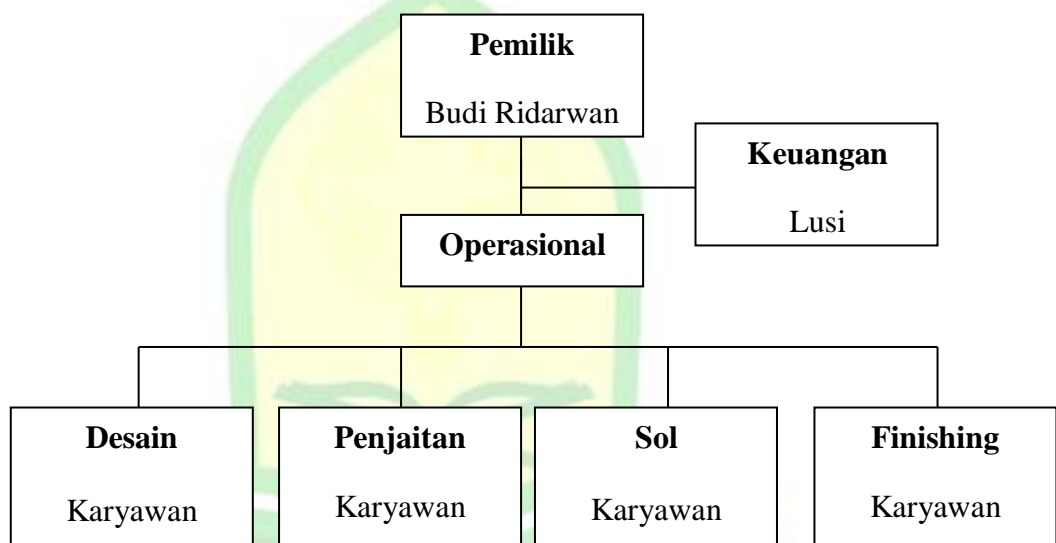 Pemilik
Budi Ridarwan
Keuangan
Lusi
Operasional
Desain
Karyawan
Penjaitan
Karyawan
Sol
Karyawan
Finishing
Karyawan